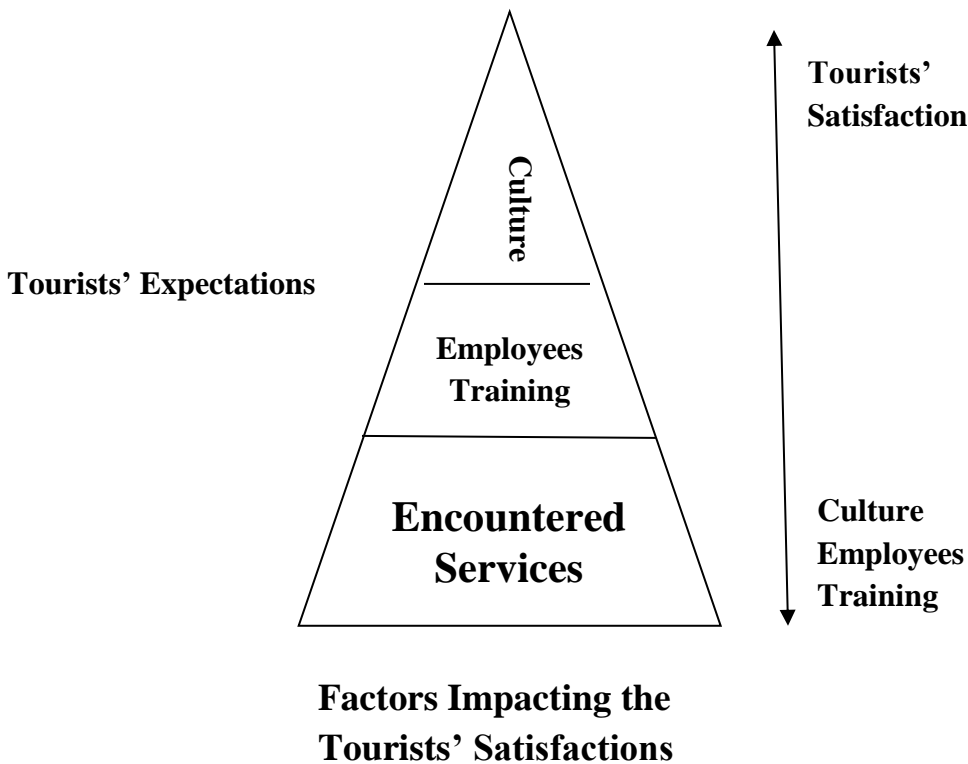 Tourists’
Satisfaction
Culture
Tourists’ Expectations
Employees
Training
Encountered
Services
Culture
Employees
Training
Factors Impacting the
Tourists’ Satisfactions